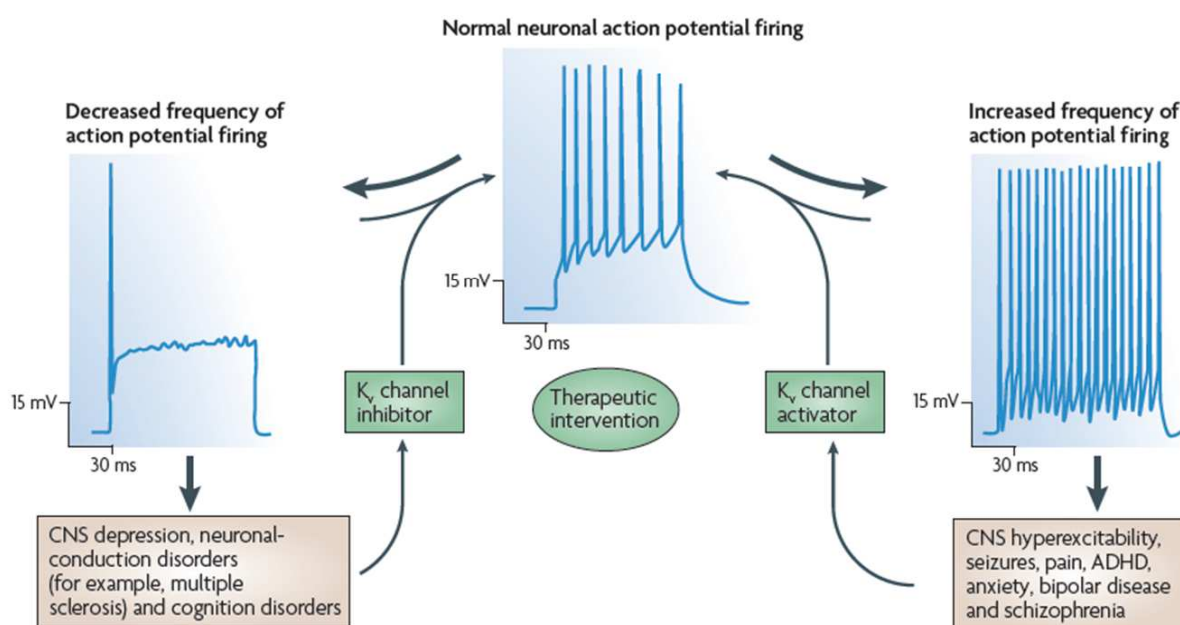 Normal neuronal action potential firing
Decreased frequency of
action potential firing
Increased frequency of
action potential firing
15 mV
30 ms
15 mV
30 ms
15 mV
30 ms
Kv channel
inhibitor
Therapeutic
intervention
Kv channel
activator
CNS depression, neuronal-
conduction disorders
(for example, multiple
sclerosis) and cognition disorders
CNS hyperexcitability,
seizures, pain, ADHD,
anxiety, bipolar disease
and schizophrenia